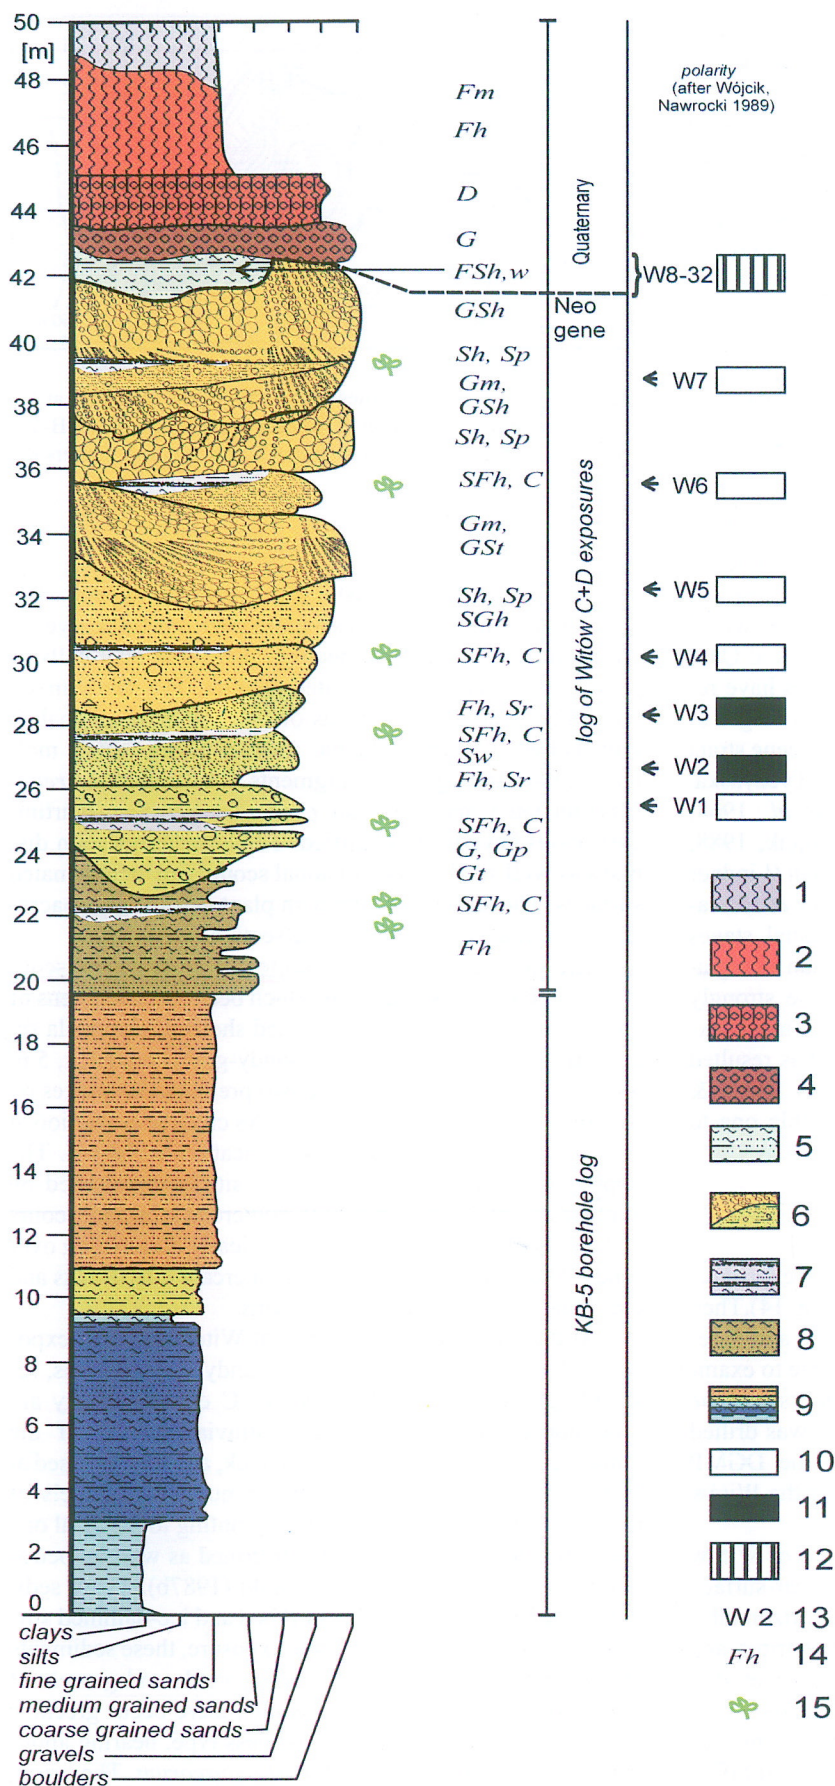 50
[m]
48
46
44
42
40
38
36
34
32
30
28
26
24
22
20
18
16
14
12
10
8
6
4
2
0
clays
silts
fine grained sands
medium grained sands
coarse grained sands
gravels
boulders
Fm
Fh
D
G
FSh,w
GSh
Sh, Sp
Gm,
GSh
Sh, Sp
SFh, C
Gm,
GSt
Sh, Sp
SGh
SFh, C
Fh, Sr
SFh, C
Sw
Fh, Sr
SFh, C
G, Gp
Gt
SFh, C
Fh
Quaternary
Neo
gene
log of Witów C+D exposures
KB-5 borehole log
polarity
(after Wójcik,
Nawrocki 1989)
W8-32
W7
W6
W5
W4
W3
W2
W1
1
2
3
4
5
6
7
8
9
10
11
12
W 2 13
Fh 14
15